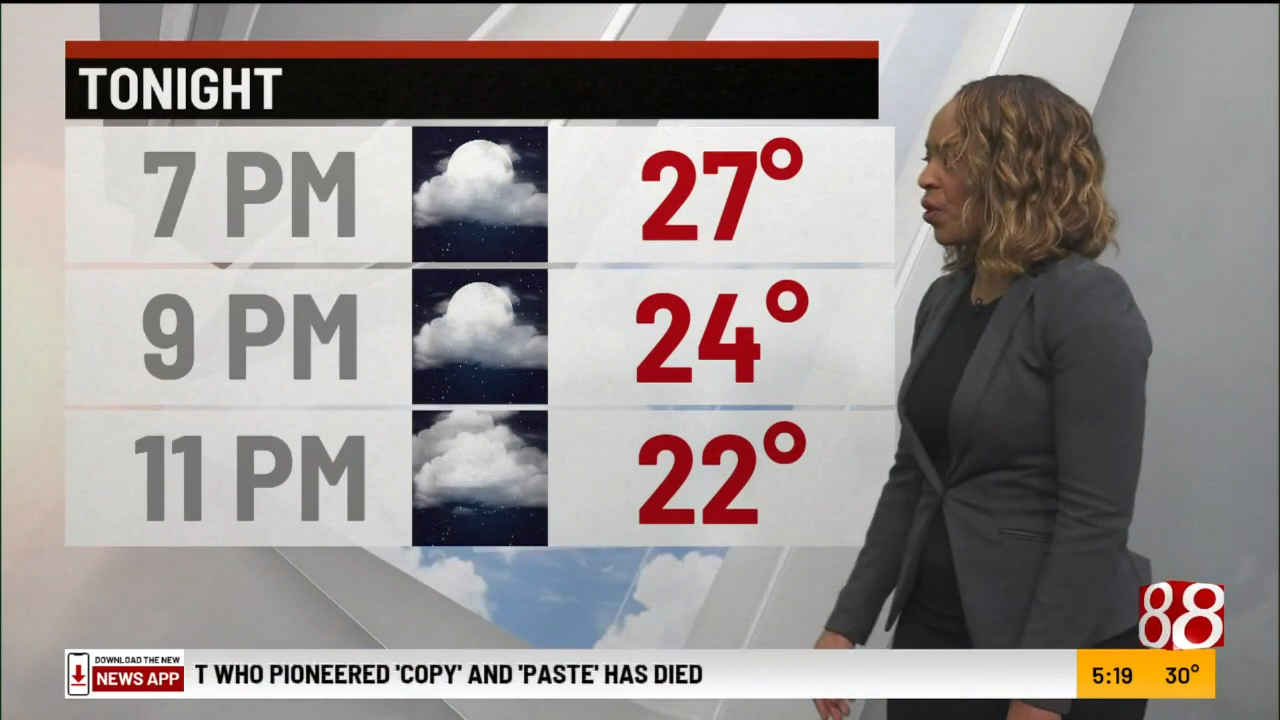 TONIGHT
7 PM 27°
9 PM 24°
11 PM 22°
88
DOWNLOAD THE NEW
NEWS APP
T WHO PIONEERED 'COPY' AND 'PASTE' HAS DIED
5:19 30°